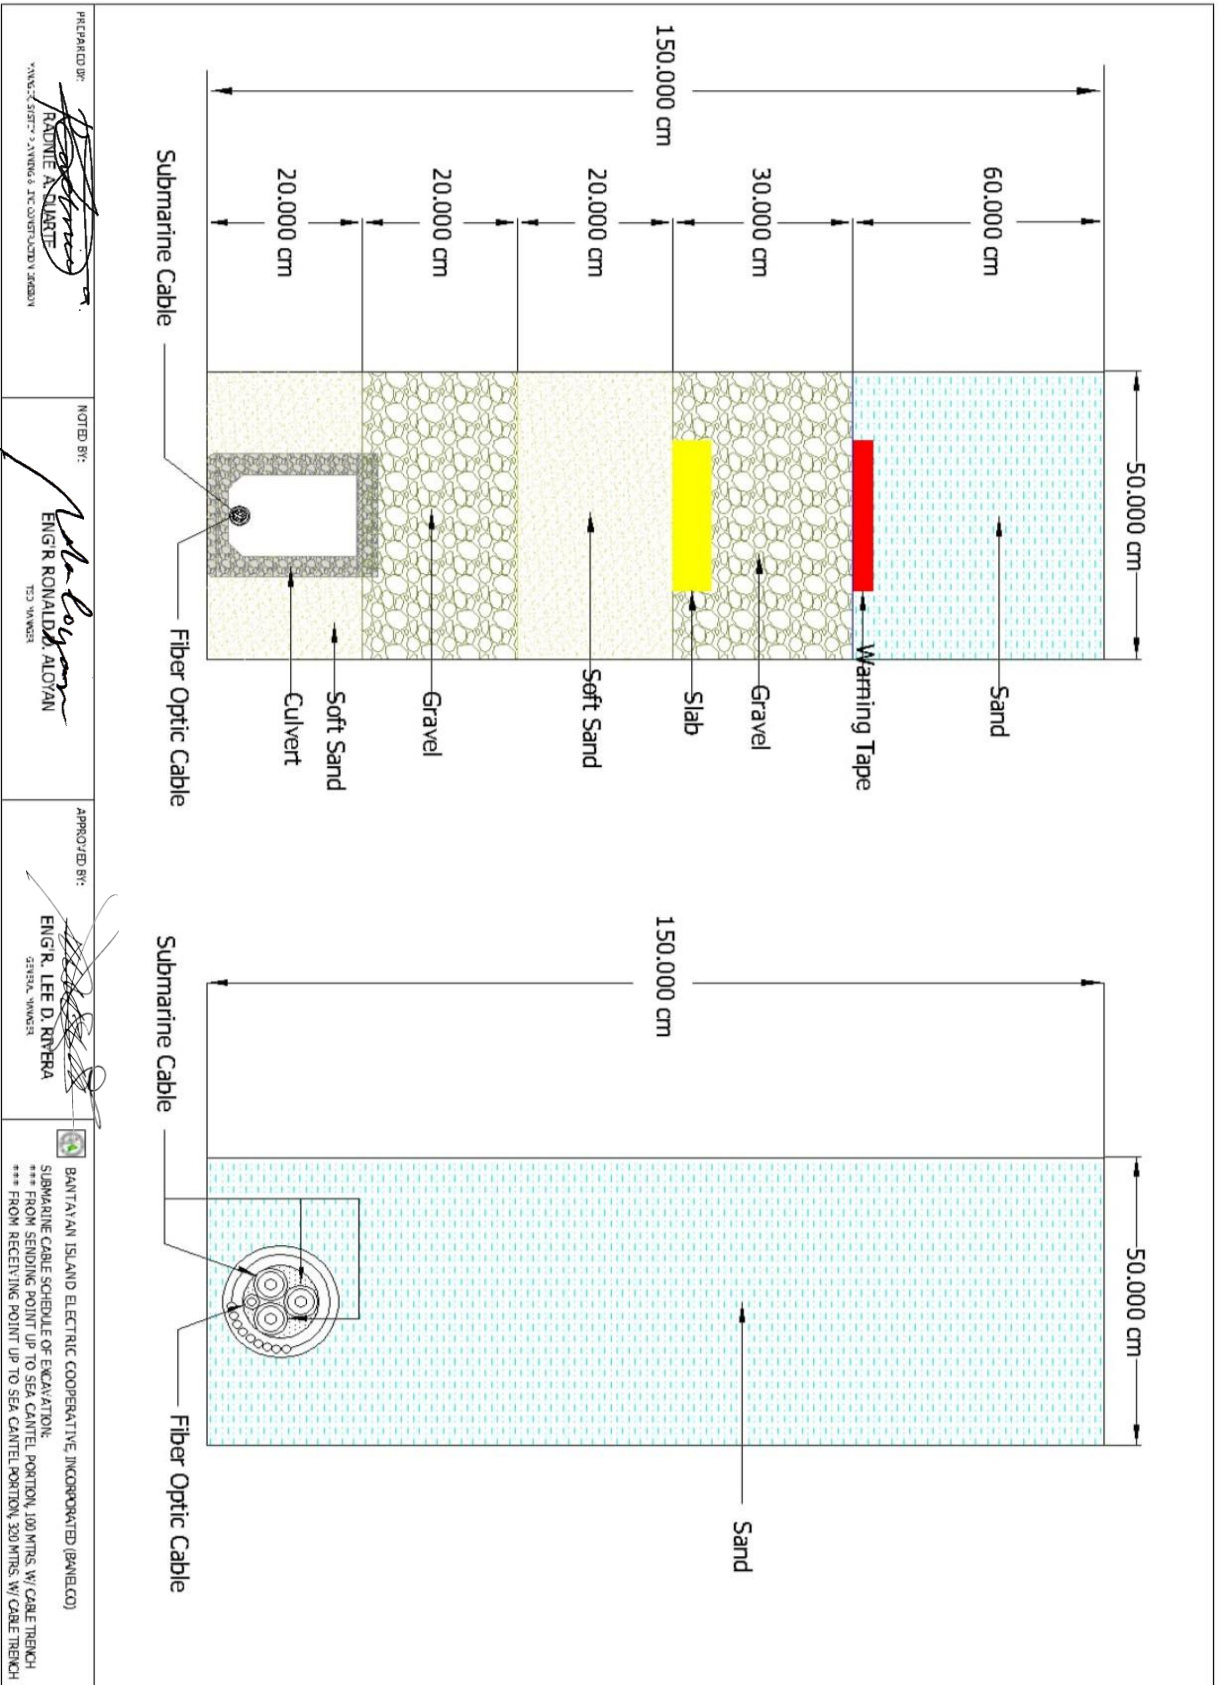 50.000 cm
150.000 cm
60.000 cm
30.000 cm
20.000 cm
20.000 cm
20.000 cm
Sand
Warning Tape
Gravel
Slab
Soft Sand
Gravel
Soft Sand
Culvert
Submarine Cable
Fiber Optic Cable
50.000 cm
150.000 cm
Sand
Submarine Cable
Fiber Optic Cable
PREPARED BY:
RADNIE A. DUARTE
NOTED BY:
ENG'R RONALD D. ALOYAN
TSD MANAGER
APPROVED BY:
ENG'R. LEE D. RIVERA
GENERAL MANAGER
BANTAYAN ISLAND ELECTRIC COOPERATIVE, INCORPORATED (BANELCO)
SUBMARINE CABLE SCHEDULE OF EXCAVATION:
*** FROM SENDING POINT UP TO SEA CANTEL PORTION, 100 MTRS. W/ CABLE TRENCH
*** FROM RECEIVING POINT UP TO SEA CANTEL PORTION, 320 MTRS. W/ CABLE TRENCH